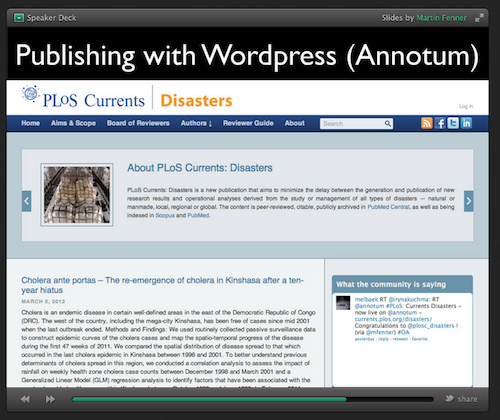 Speaker Deck
Slides by Martin Fenner
Publishing with Wordpress (Annotum)
PLoS Currents Disasters
Log in
Home Aims & Scope Board of Reviewers Authors ↓ Reviewer Guide About Search
About PLoS Currents: Disasters
PLoS Currents: Disasters is a new publication that aims to minimize the delay between the generation and publication of new
research results and operational analyses derived from the study or management of all types of disasters — natural or
manmade, local, regional or global. The content is peer-reviewed, citable, publicly archived in PubMed Central, as well as being
indexed in Scopus and PubMed.
Cholera ante portas – The re-emergence of cholera in Kinshasa after a ten-
year hiatus
MARCH 5, 2012
Cholera is an endemic disease in certain well-defined areas in the east of the Democratic Republic of Congo
(DRC). The west of the country, including the mega-city Kinshasa, has been free of cases since mid 2001
when the last outbreak ended. Methods and Findings: We used routinely collected passive surveillance data
to construct epidemic curves of the cholera cases and map the spatio-temporal progress of the disease
during the first 47 weeks of 2011. We compared the spatial distribution of disease spread to that which
occurred in the last cholera epidemic in Kinshasa between 1996 and 2001. To better understand previous
determinants of cholera spread in this region, we conducted a correlation analysis to assess the impact of
rainfall on weekly health zone cholera case counts between December 1998 and March 2001 and a
Generalized Linear Model (GLM) regression analysis to identify factors that have been associated with the
What the community is saying
melbaek RT @irynakuchma: RT
@annotum #PLoS: Currents Disasters –
now live on @annotum –
currents.plos.org/disasters/
Congratulations to @plosc_disasters !
(via @mfenner) #OA
yesterday · reply · retweet · favorite
share